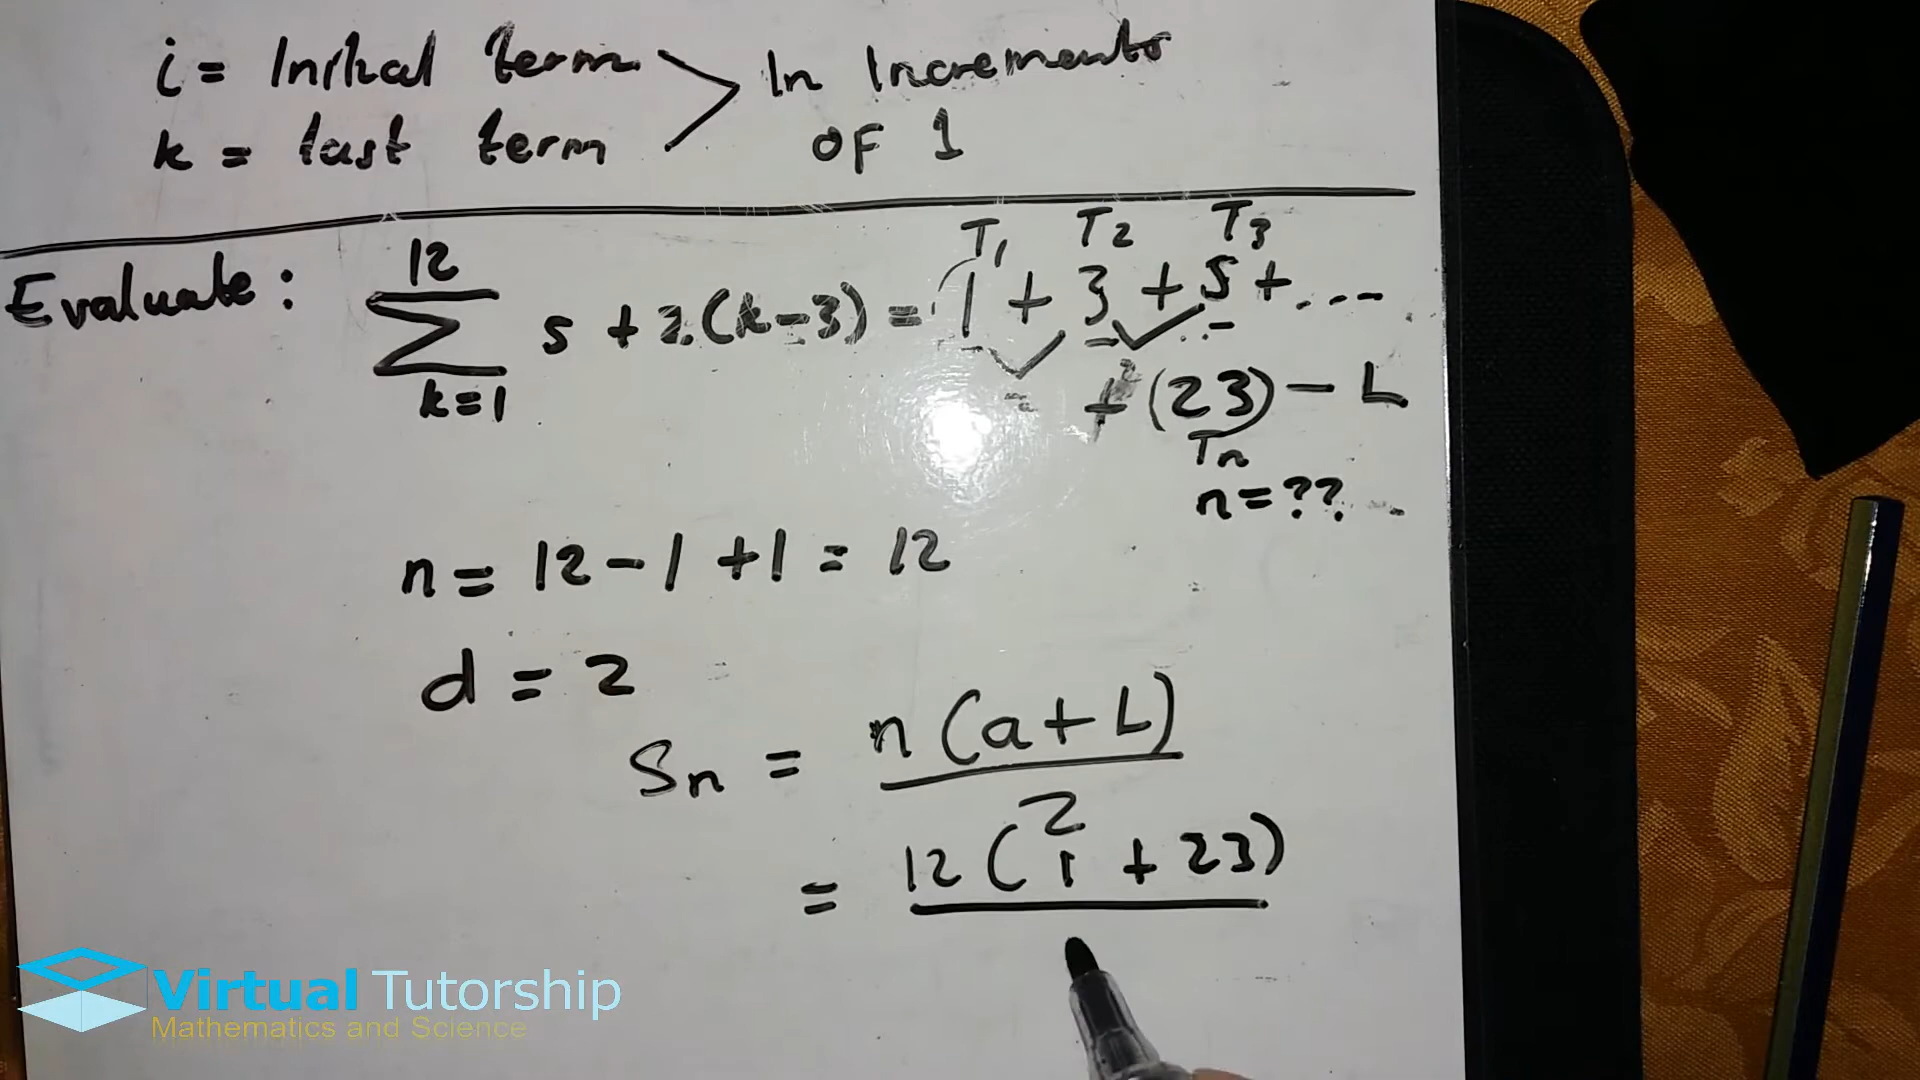 i = Initial term
k = last term
In Increments
of 1
T1 T2 T3
12
Evaluate: Σ 5 + 2.(k-3) = 1 + 3 + 5 + ...
k=1
2
+ (23) - L
Tn
n = ??
n = 12 - 1 + 1 = 12
d = 2
Sn = n(a + L)
2
= 12(1 + 23)
Virtual Tutorship
Mathematics and Science